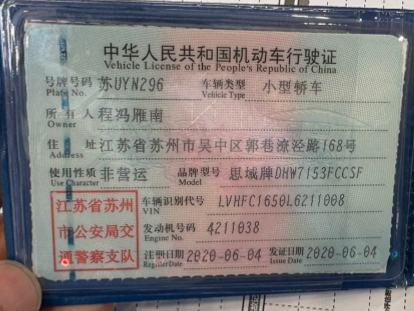 中华人民共和国机动车行驶证
Vehicle License of the People's Republic of China
号牌号码 苏UYN296 车辆类型 小型轿车
Plate No. Vehicle Type
所有人 程冯雁南
Owner
住址 江苏省苏州市吴中区郭巷潦泾路168号
Address
使用性质 非营运 品牌型号 思域牌DHW7153FCCSF
Use Character Model
江苏省苏州
市公安局交
通警察支队
车辆识别代号 LVHFC1650L6211008
VIN
发动机号码 4211038
Engine No.
注册日期 2020-06-04 发证日期 2020-06-04
Register Date Issue Date